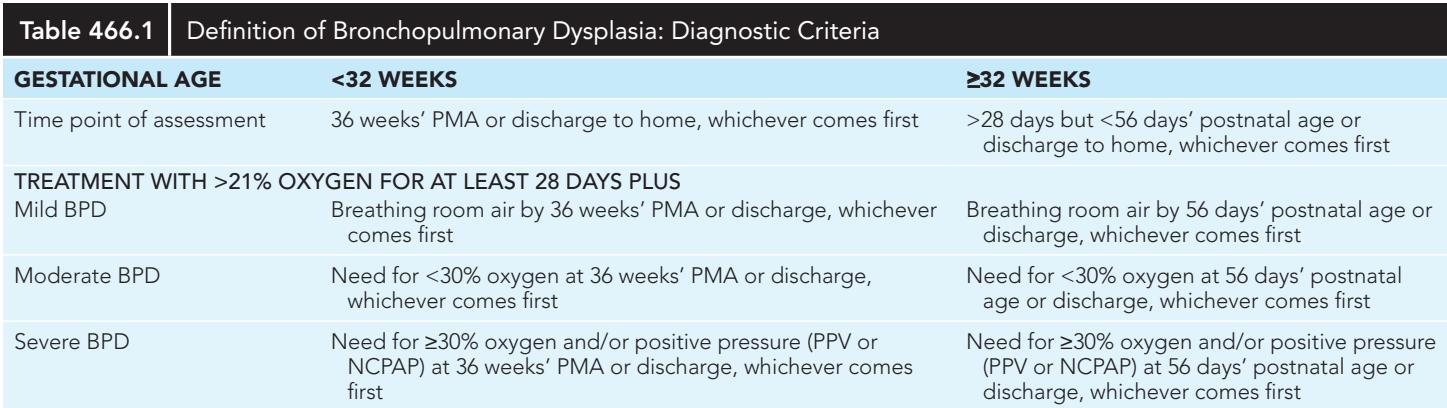 Table 466.1 Definition of Bronchopulmonary Dysplasia: Diagnostic Criteria
GESTATIONAL AGE <32 WEEKS ≥32 WEEKS
Time point of assessment 36 weeks’ PMA or discharge to home, whichever comes first >28 days but <56 days’ postnatal age or
discharge to home, whichever comes first
TREATMENT WITH >21% OXYGEN FOR AT LEAST 28 DAYS PLUS
Mild BPD Breathing room air by 36 weeks’ PMA or discharge, whichever Breathing room air by 56 days’ postnatal age or
comes first discharge, whichever comes first
Moderate BPD Need for <30% oxygen at 36 weeks’ PMA or discharge, Need for <30% oxygen at 56 days’ postnatal
whichever comes first age or discharge, whichever comes first
Severe BPD Need for ≥30% oxygen and/or positive pressure (PPV or Need for ≥30% oxygen and/or positive pressure
NCPAP) at 36 weeks’ PMA or discharge, whichever comes (PPV or NCPAP) at 56 days’ postnatal age or
first discharge, whichever comes first